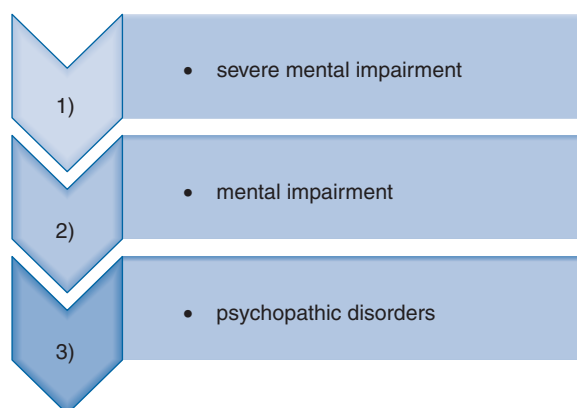 1)
• severe mental impairment
2)
• mental impairment
3)
• psychopathic disorders